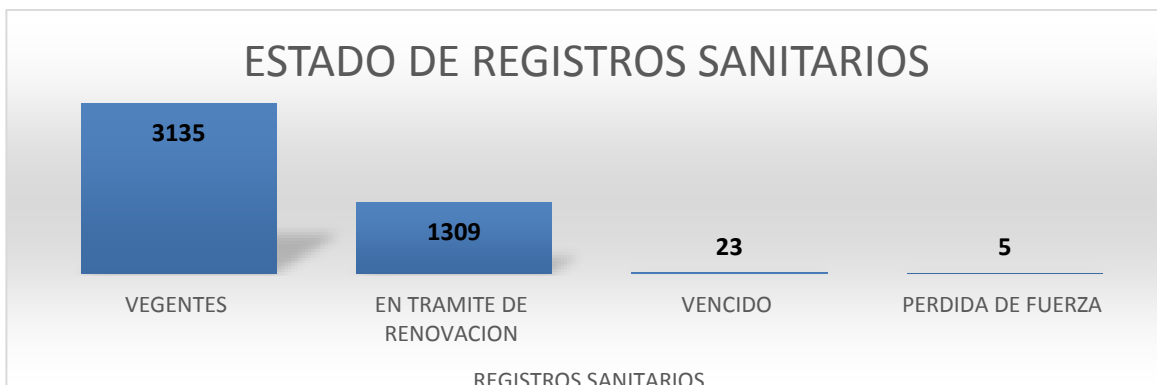 ESTADO DE REGISTROS SANITARIOS
3135
1309
23
5
VEGENTES
EN TRAMITE DE
RENOVACION
VENCIDO
PERDIDA DE FUERZA
REGISTROS SANITARIOS